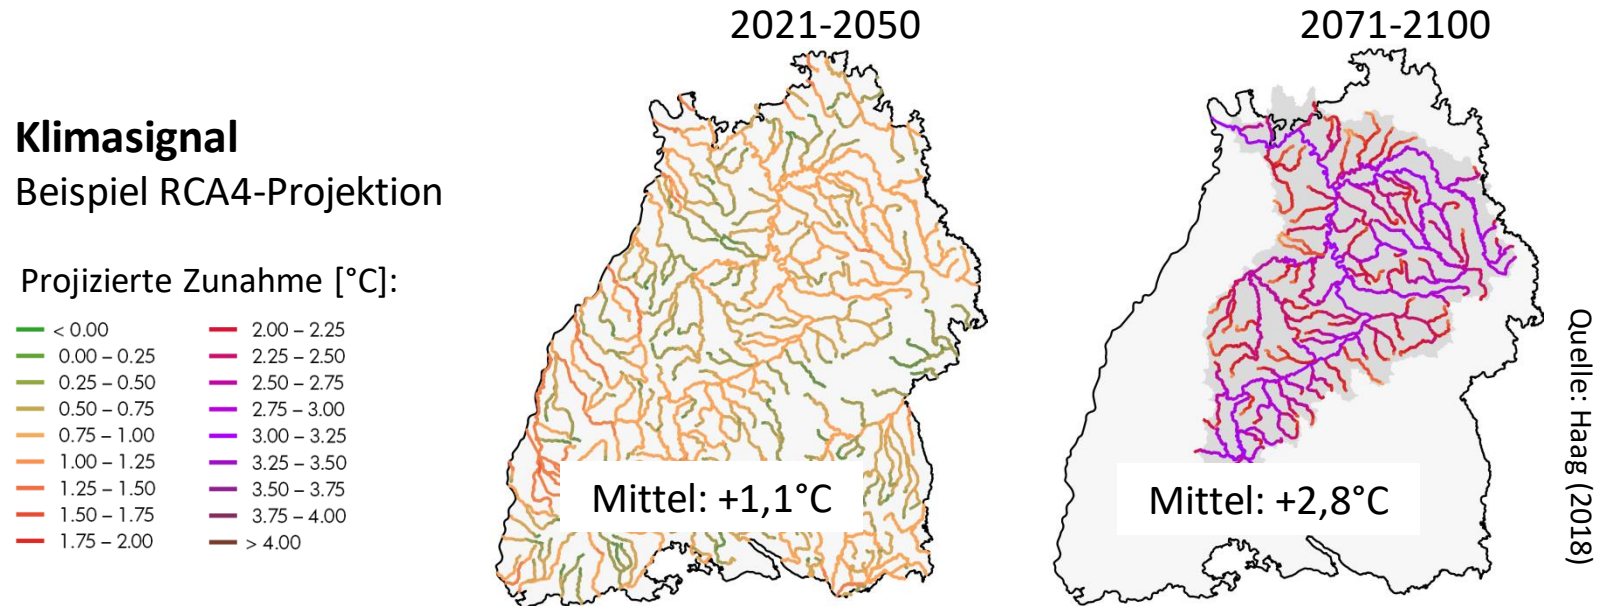 2021-2050
2071-2100
Klimasignal
Beispiel RCA4-Projektion
Projizierte Zunahme [°C]:
< 0.00
0.00 – 0.25
0.25 – 0.50
0.50 – 0.75
0.75 – 1.00
1.00 – 1.25
1.25 – 1.50
1.50 – 1.75
1.75 – 2.00
2.00 – 2.25
2.25 – 2.50
2.50 – 2.75
2.75 – 3.00
3.00 – 3.25
3.25 – 3.50
3.50 – 3.75
3.75 – 4.00
> 4.00
Mittel: +1,1°C
Mittel: +2,8°C
Quelle: Haag (2018)